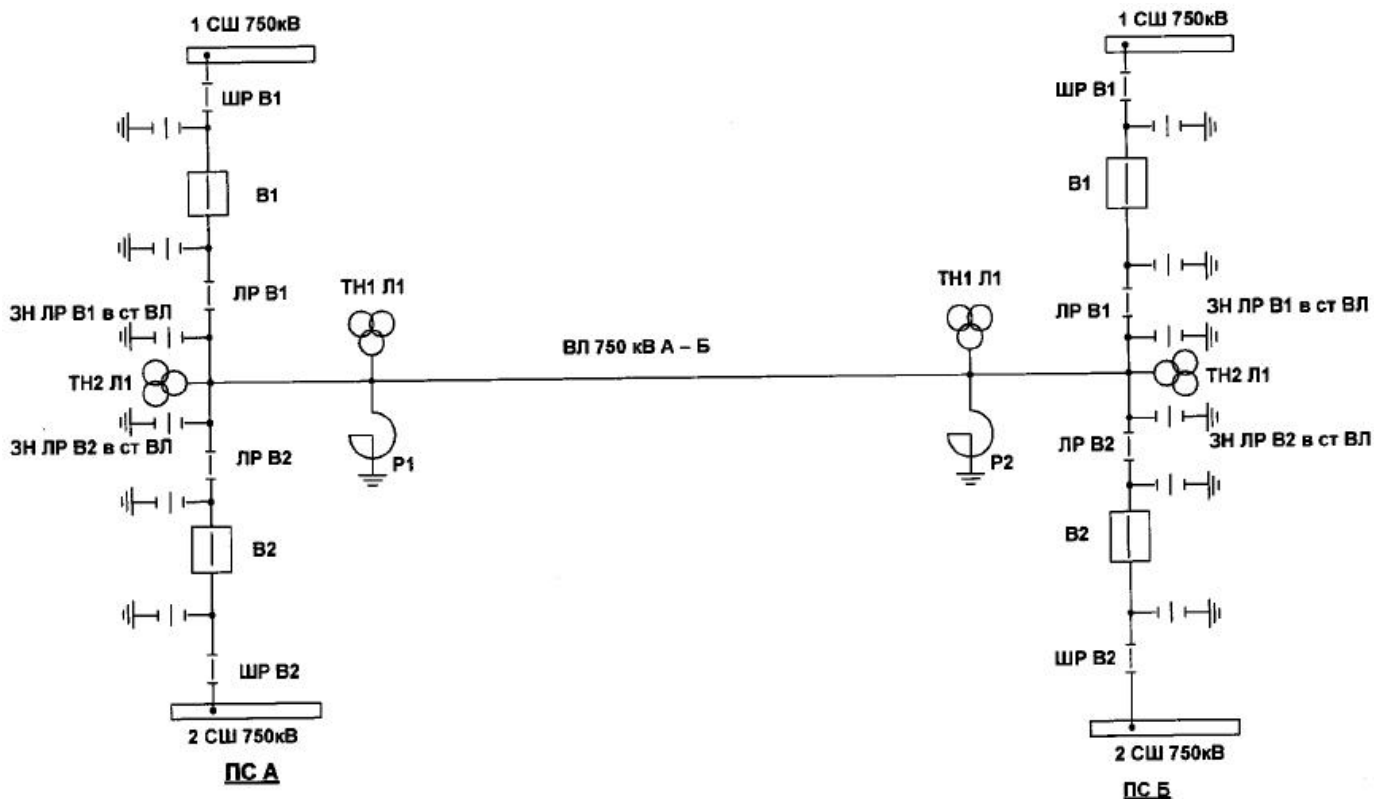 1 СШ 750кВ
ШР В1
В1
ЛР В1
ЗН ЛР В1 в ст ВЛ
ТН2 Л1
ЗН ЛР В2 в ст ВЛ
ЛР В2
В2
ШР В2
2 СШ 750кВ
ПС А
ТН1 Л1
Р1
ВЛ 750 кВ А – Б
ТН1 Л1
Р2
1 СШ 750кВ
ШР В1
В1
ЛР В1
ЗН ЛР В1 в ст ВЛ
ТН2 Л1
ЗН ЛР В2 в ст ВЛ
ЛР В2
В2
ШР В2
2 СШ 750кВ
ПС Б